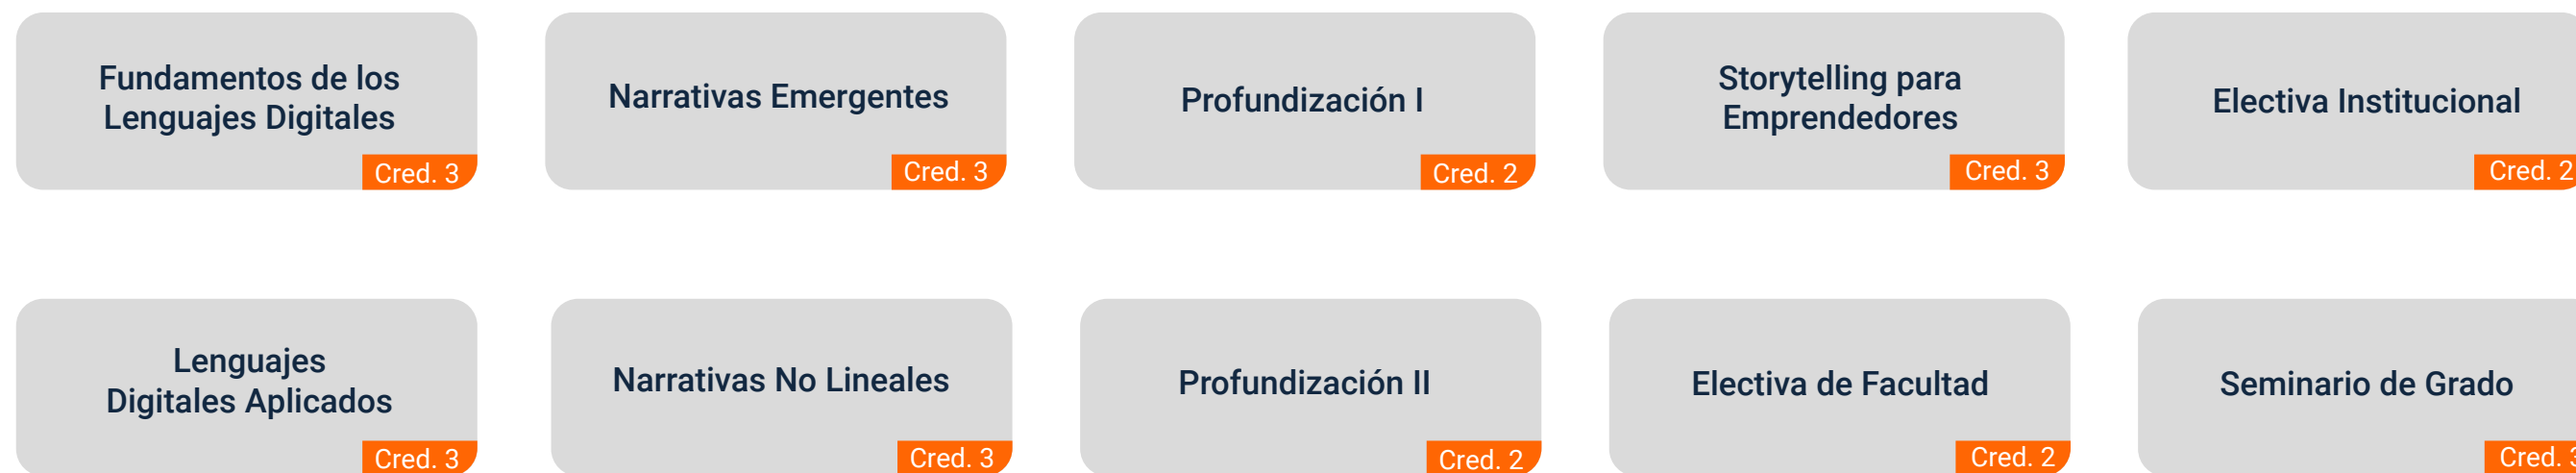 Fundamentos de los
Lenguajes Digitales
Cred. 3
Narrativas Emergentes
Cred. 3
Profundización I
Cred. 2
Storytelling para
Emprendedores
Cred. 3
Electiva Institucional
Cred. 2
Lenguajes
Digitales Aplicados
Cred. 3
Narrativas No Lineales
Cred. 3
Profundización II
Cred. 2
Electiva de Facultad
Cred. 2
Seminario de Grado
Cred.